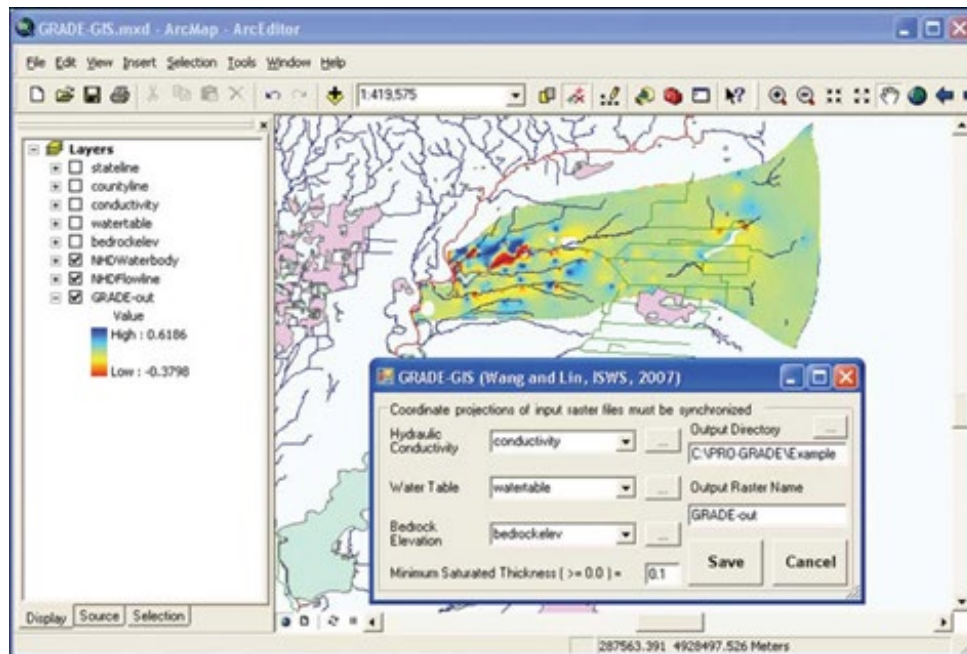 GRADE-GIS.mxd - ArcMap - ArcEditor
File Edit View Insert Selection Tools Window Help
1:419,575
Layers
stateline
countyline
conductivity
watertable
bedrockelev
NHDWaterbody
NHDFlowline
GRADE-out
Value
High : 0.6186
Low : -0.3798
GRADE-GIS (Wang and Lin, ISWS, 2007)
Coordinate projections of input raster files must be synchronized
Hydraulic Conductivity
conductivity
...
Output Directory
...
C:\PRO-GRADE\Example
Water Table
watertable
...
Output Raster Name
GRADE-out
Bedrock Elevation
bedrockelev
...
Minimum Saturated Thickness ( >= 0.0 ) =
0.1
Save
Cancel
Display Source Selection
287563.391 4928497.526 Meters